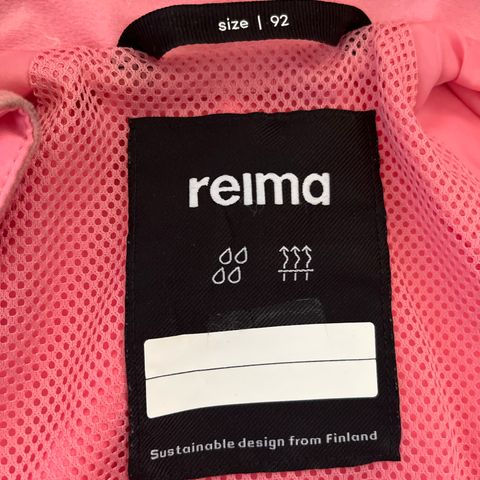 size | 92
reima
Sustainable design from Finland